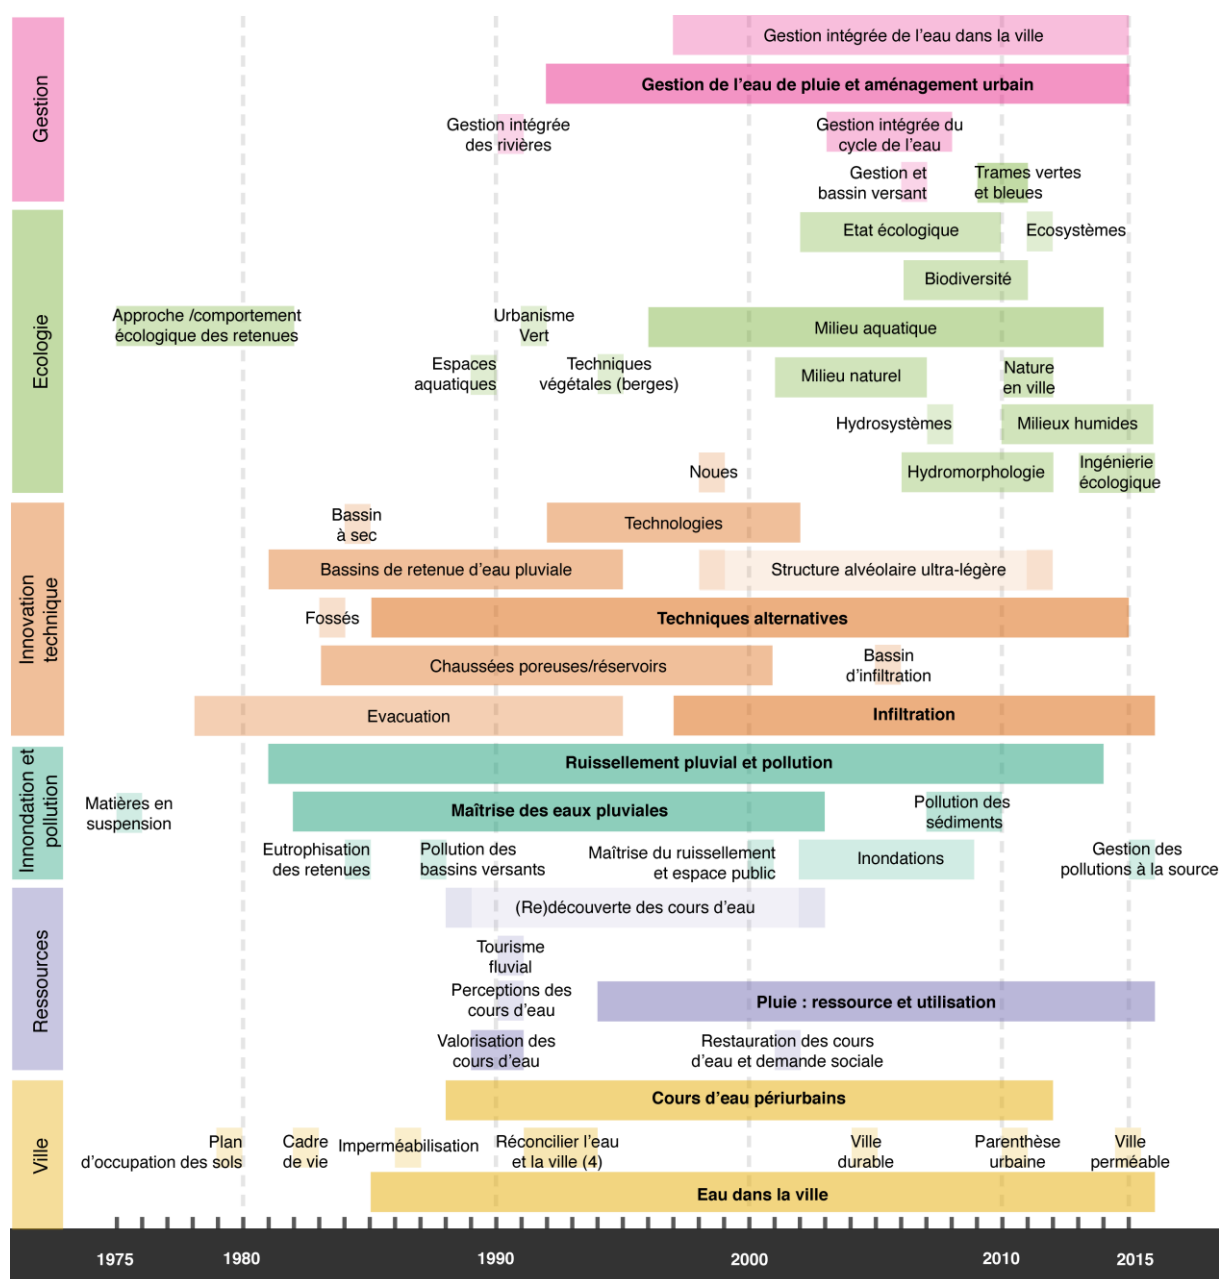 Gestion
Gestion intégrée de l'eau dans la ville
Gestion de l'eau de pluie et aménagement urbain
Gestion intégrée
des rivières
Gestion intégrée du
cycle de l'eau
Gestion et
bassin versant
Trames vertes
et bleues
Ecologie
Etat écologique
Ecosystèmes
Biodiversité
Approche /comportement
écologique des retenues
Urbanisme
Vert
Milieu aquatique
Espaces
aquatiques
Techniques
végétales (berges)
Milieu naturel
Nature
en ville
Hydrosystèmes
Milieux humides
Noues
Hydromorphologie
Ingénierie
écologique
Innovation
technique
Bassin
à sec
Technologies
Bassins de retenue d'eau pluviale
Structure alvéolaire ultra-légère
Fossés
Techniques alternatives
Chaussées poreuses/réservoirs
Bassin
d'infiltration
Evacuation
Infiltration
Innondation et
pollution
Ruissellement pluvial et pollution
Matières en
suspension
Maîtrise des eaux pluviales
Pollution des
sédiments
Eutrophisation
des retenues
Pollution des
bassins versants
Maîtrise du ruissellement
et espace public
Inondations
Gestion des
pollutions à la source
Ressources
(Re)découverte des cours d'eau
Tourisme
fluvial
Perceptions des
cours d'eau
Pluie : ressource et utilisation
Valorisation des
cours d'eau
Restauration des cours
d'eau et demande sociale
Ville
Cours d'eau périurbains
Plan
d'occupation des sols
Cadre
de vie
Imperméabilisation
Réconcilier l'eau
et la ville (4)
Ville
durable
Parenthèse
urbaine
Ville
perméable
Eau dans la ville
1975 1980 1990 2000 2010 2015